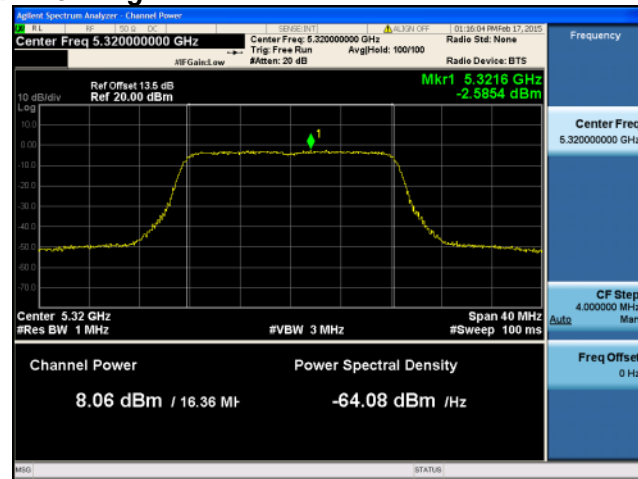 Agilent Spectrum Analyzer - Channel Power
RL RF 50 Ω DC SENSE:INT ALIGN OFF 01:16:04 PM Feb 17, 2015
Center Freq 5.320000000 GHz
Center Freq: 5.320000000 GHz
Radio Std: None
Trig: Free Run Avg|Hold: 100/100
#IFGain:Low #Atten: 20 dB Radio Device: BTS
Ref Offset 13.5 dB
10 dB/div Ref 20.00 dBm
Mkr1 5.3216 GHz
-2.5854 dBm
Log
10.0
0.00
1
-10.0
-20.0
-30.0
-40.0
-50.0
-60.0
-70.0
Center 5.32 GHz Span 40 MHz
#Res BW 1 MHz #VBW 3 MHz #Sweep 100 ms
Channel Power Power Spectral Density
8.06 dBm / 16.36 MH -64.08 dBm /Hz
MSG STATUS
Frequency
Center Freq
5.320000000 GHz
CF Step
4.000000 MHz
Auto Man
Freq Offset
0 Hz